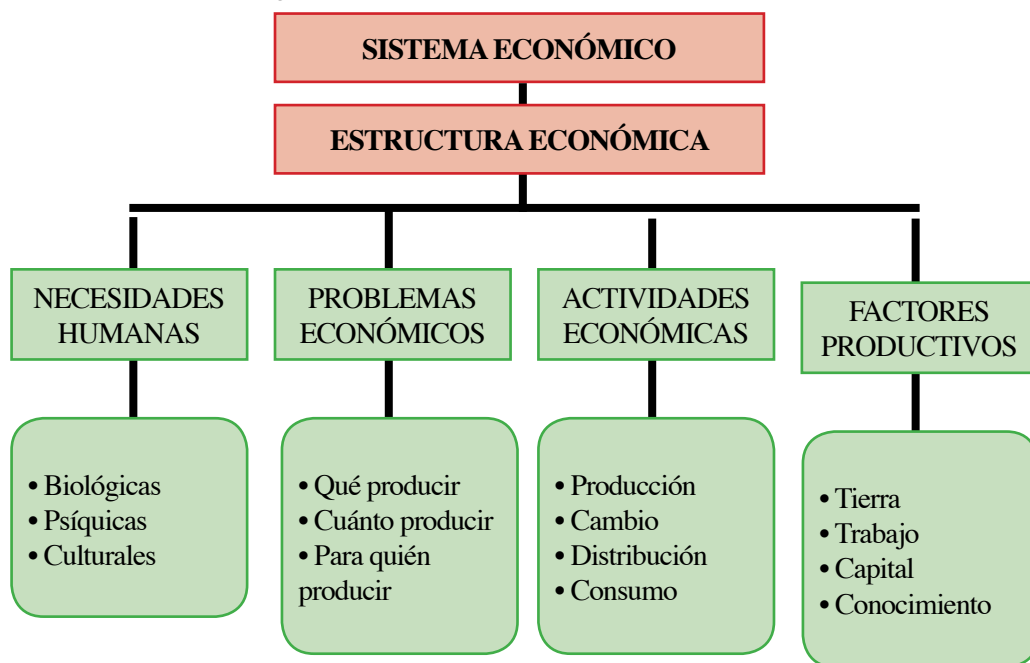 SISTEMA ECONÓMICO
ESTRUCTURA ECONÓMICA
NECESIDADES
HUMANAS
• Biológicas
• Psíquicas
• Culturales
PROBLEMAS
ECONÓMICOS
• Qué producir
• Cuánto producir
• Para quién
producir
ACTIVIDADES
ECONÓMICAS
• Producción
• Cambio
• Distribución
• Consumo
FACTORES
PRODUCTIVOS
• Tierra
• Trabajo
• Capital
• Conocimiento